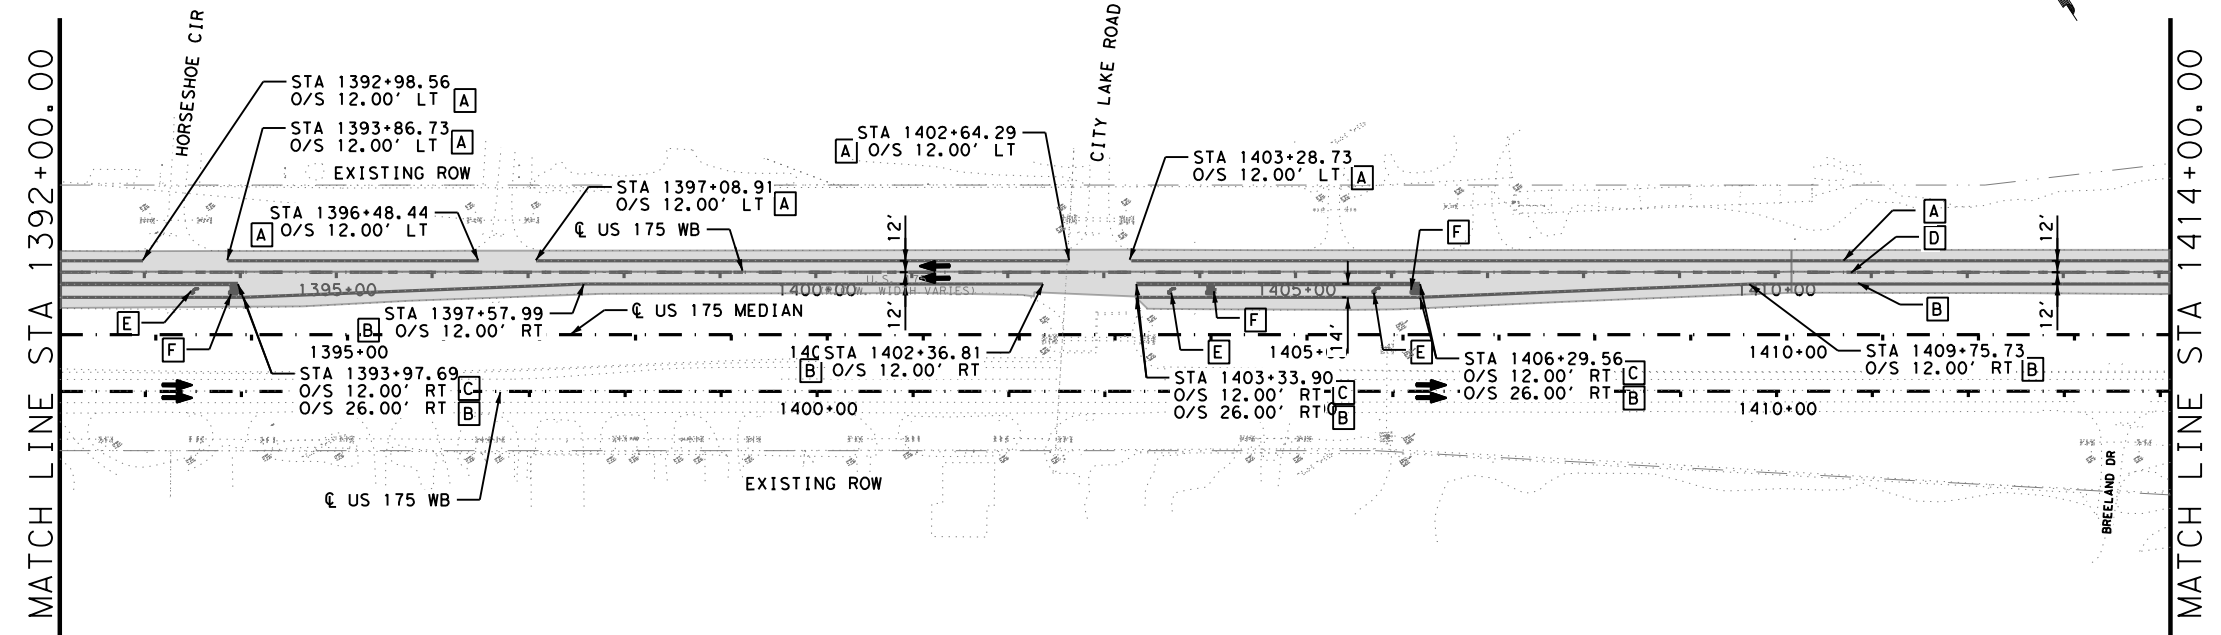 MATCH LINE STA 1392+00.00
HORSESHOE CIR
STA 1392+98.56
O/S 12.00' LT A
STA 1393+86.73
O/S 12.00' LT A
EXISTING ROW
STA 1396+48.44
A O/S 12.00' LT
STA 1397+08.91
O/S 12.00' LT A
℄ US 175 WB
12'
12'
STA 1402+64.29
A O/S 12.00' LT
CITY LAKE ROAD
STA 1403+28.73
O/S 12.00' LT A
F
A
D
12'
12'
B
1395+00
1400+00
WIDTH VARIES)
1405+00
1410+00
E
F
STA 1397+57.99
B O/S 12.00' RT
℄ US 175 MEDIAN
STA 1402+36.81
B O/S 12.00' RT
F
E
14'
E
1395+00
1405+
1410+00
STA 1393+97.69
O/S 12.00' RT C
O/S 26.00' RT B
STA 1403+33.90
O/S 12.00' RT C
O/S 26.00' RT B
STA 1406+29.56
O/S 12.00' RT C
O/S 26.00' RT B
STA 1409+75.73
O/S 12.00' RT B
1400+00
1410+00
℄ US 175 WB
EXISTING ROW
BREELAND DR
MATCH LINE STA 1414+00.00